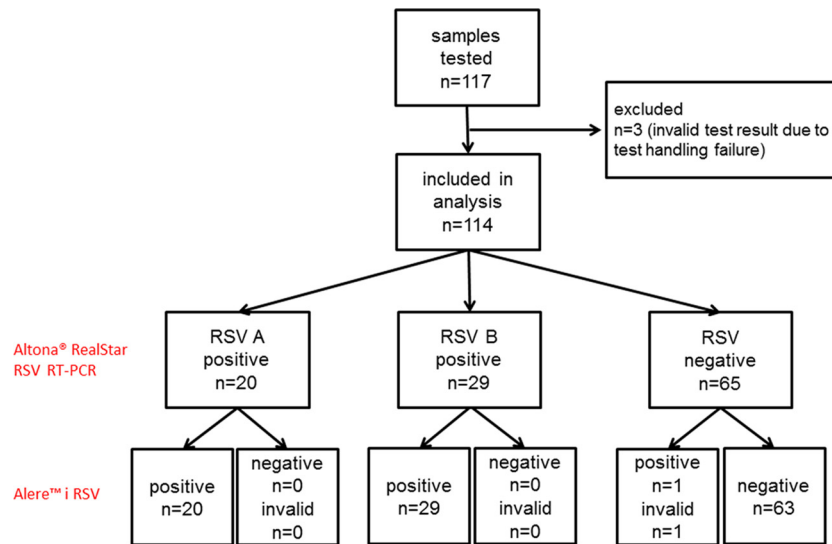 samples
tested
n=117
excluded
n=3 (invalid test result due to
test handling failure)
included in
analysis
n=114
Altona® RealStar
RSV RT-PCR
RSV A
positive
n=20
RSV B
positive
n=29
RSV
negative
n=65
Alere™ i RSV
positive
n=20
negative
n=0
invalid
n=0
positive
n=29
negative
n=0
invalid
n=0
positive
n=1
invalid
n=1
negative
n=63